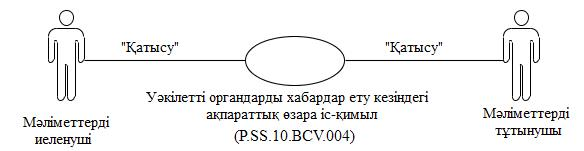 "Қатысу"
"Қатысу"
Уәкілетті органдарды хабардар ету кезіндегі
ақпараттық өзара іс-қимыл
(P.SS.10.BCV.004)
Мәліметтерді
иеленуші
Мәліметтерді
тұтынушы